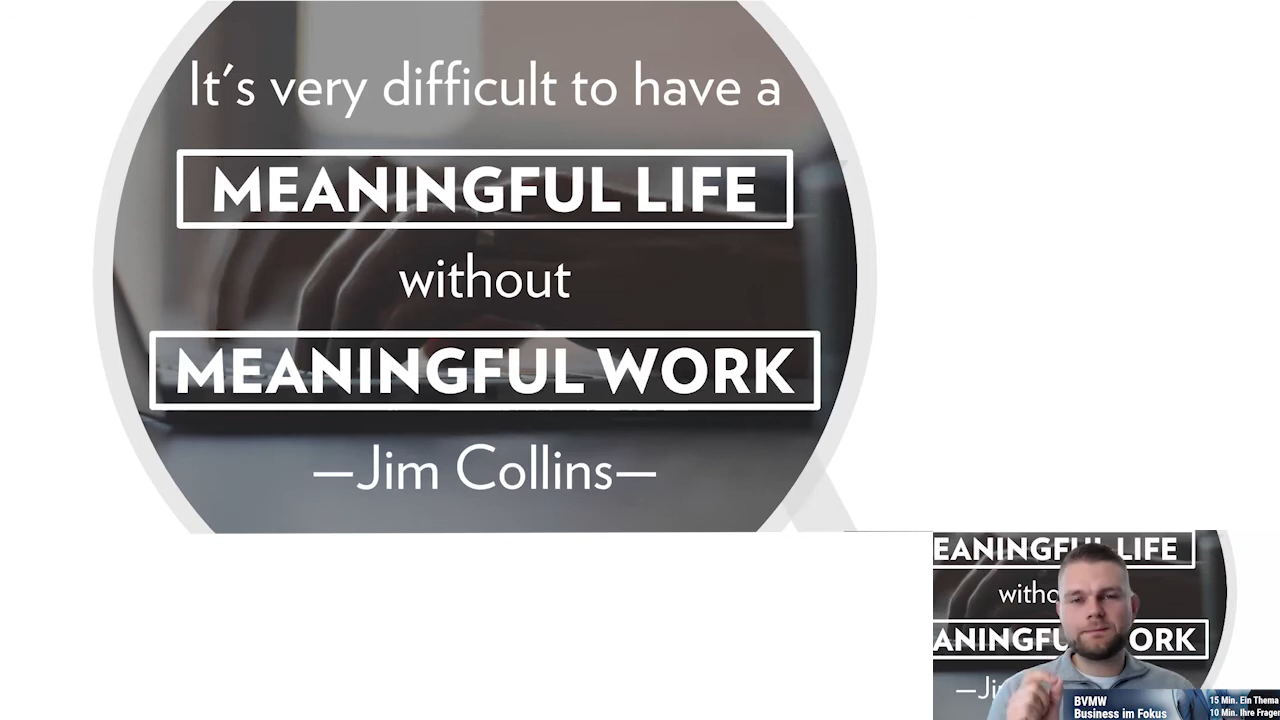 It's very difficult to have a
MEANINGFUL LIFE
without
MEANINGFUL WORK
—Jim Collins—
EANINGFUL LIFE
witho
ANINGFU ORK
—Ji
BVMW
Business im Fokus
15 Min. Ein Thema
10 Min. Ihre Fragen